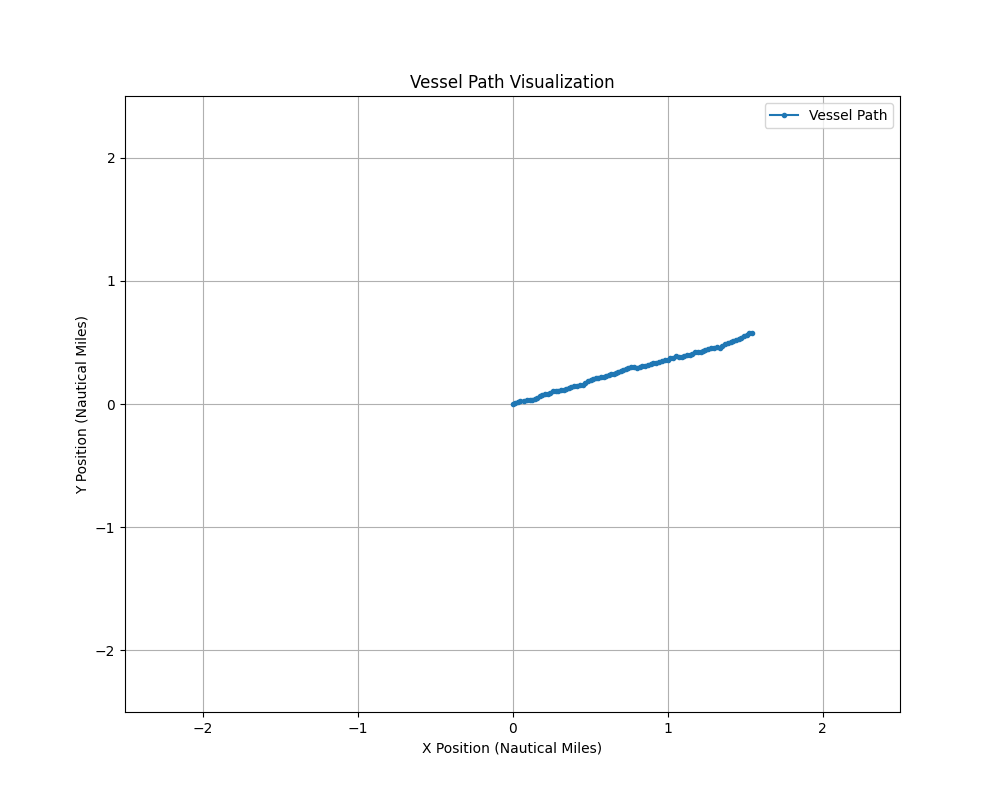 Vessel Path Visualization
Vessel Path
2
1
0
−1
−2
Y Position (Nautical Miles)
−2
−1
0
1
2
X Position (Nautical Miles)